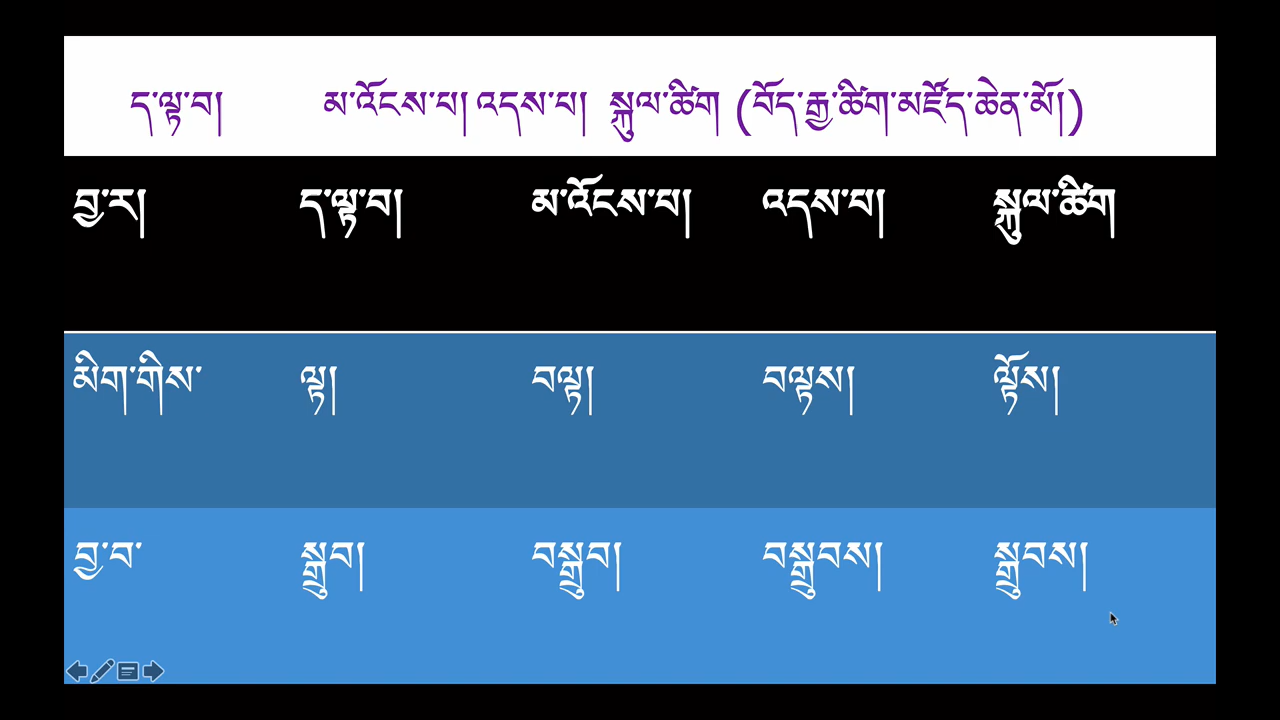 ད་ལྟ་བ། མ་འོངས་པ། འདས་པ། སྐུལ་ཚིག (བོད་རྒྱ་ཚིག་མཛོད་ཆེན་མོ།)
བྱ་ར། ད་ལྟ་བ། མ་འོངས་པ། འདས་པ། སྐུལ་ཚིག
མིག་གིས་ ལྟ། བལྟ། བལྟས། ལྟོས།
བྱ་བ་ སྒྲུབ། བསྒྲུབ། བསྒྲུབས། སྒྲུབས།